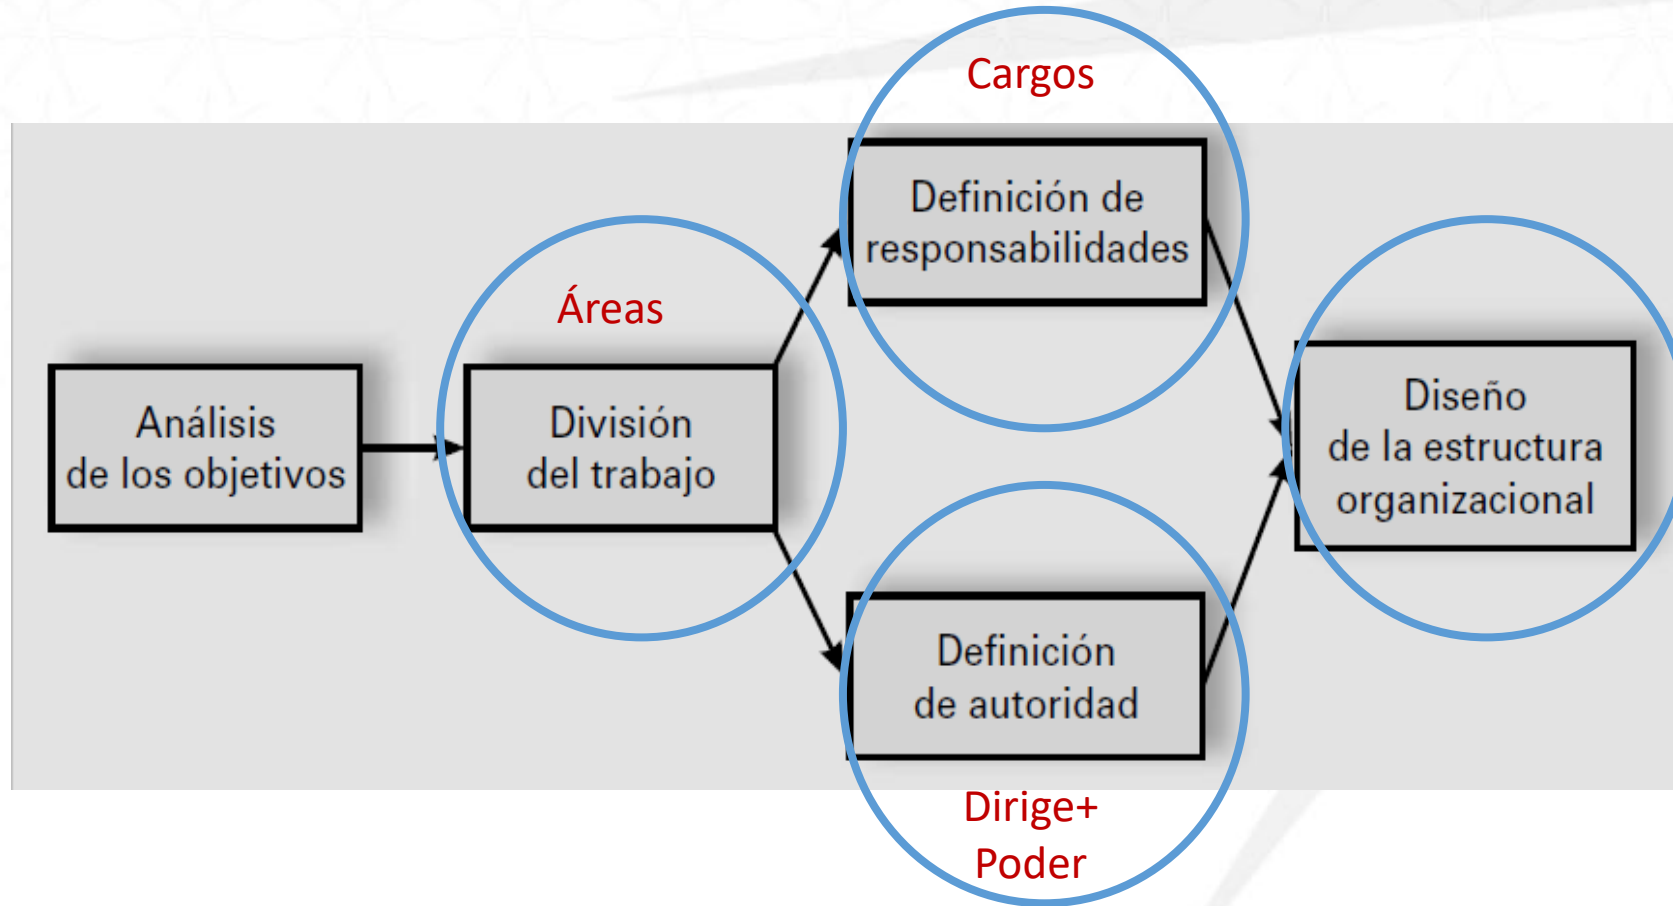 Cargos
Definición de
responsabilidades
Áreas
Análisis
de los objetivos
División
del trabajo
Diseño
de la estructura
organizacional
Definición
de autoridad
Dirige+
Poder